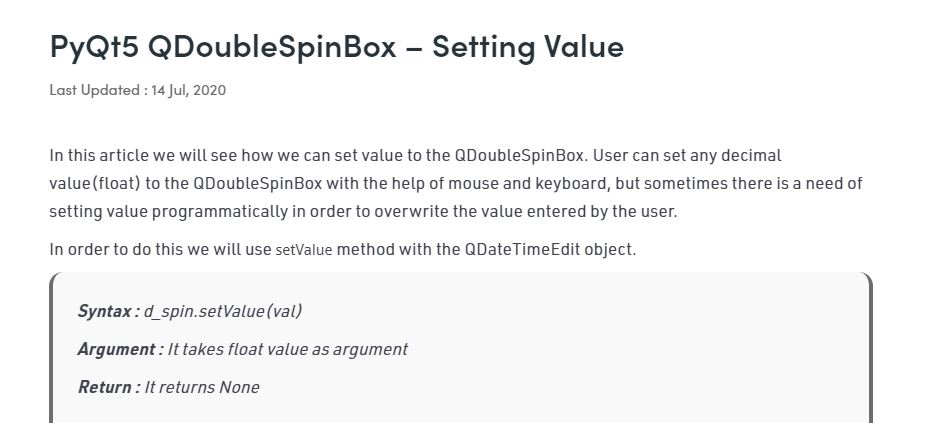 PyQt5 QDoubleSpinBox – Setting Value
Last Updated : 14 Jul, 2020
In this article we will see how we can set value to the QDoubleSpinBox. User can set any decimal
value(float) to the QDoubleSpinBox with the help of mouse and keyboard, but sometimes there is a need of
setting value programmatically in order to overwrite the value entered by the user.
In order to do this we will use setValue method with the QDateTimeEdit object.
Syntax : d_spin.setValue(val)
Argument : It takes float value as argument
Return : It returns None